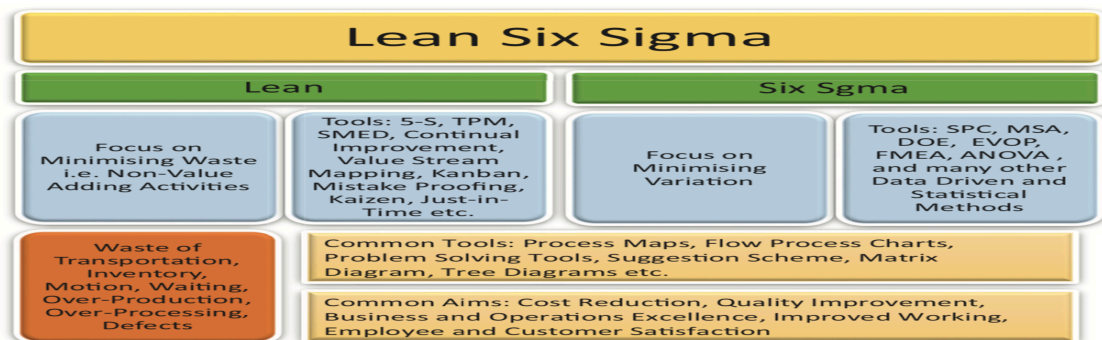 Lean Six Sigma
Lean
Six Sgma
Focus on
Minimising Waste
i.e. Non-Value
Adding Activities
Tools: 5-S, TPM,
SMED, Continual
Improvement,
Value Stream
Mapping, Kanban,
Mistake Proofing,
Kaizen, Just-in-
Time etc.
Focus on
Minimising
Variation
Tools: SPC, MSA,
DOE, EVOP,
FMEA, ANOVA ,
and many other
Data Driven and
Statistical
Methods
Waste of
Transportation,
Inventory,
Motion, Waiting,
Over-Production,
Over-Processing,
Defects
Common Tools: Process Maps, Flow Process Charts,
Problem Solving Tools, Suggestion Scheme, Matrix
Diagram, Tree Diagrams etc.
Common Aims: Cost Reduction, Quality Improvement,
Business and Operations Excellence, Improved Working,
Employee and Customer Satisfaction